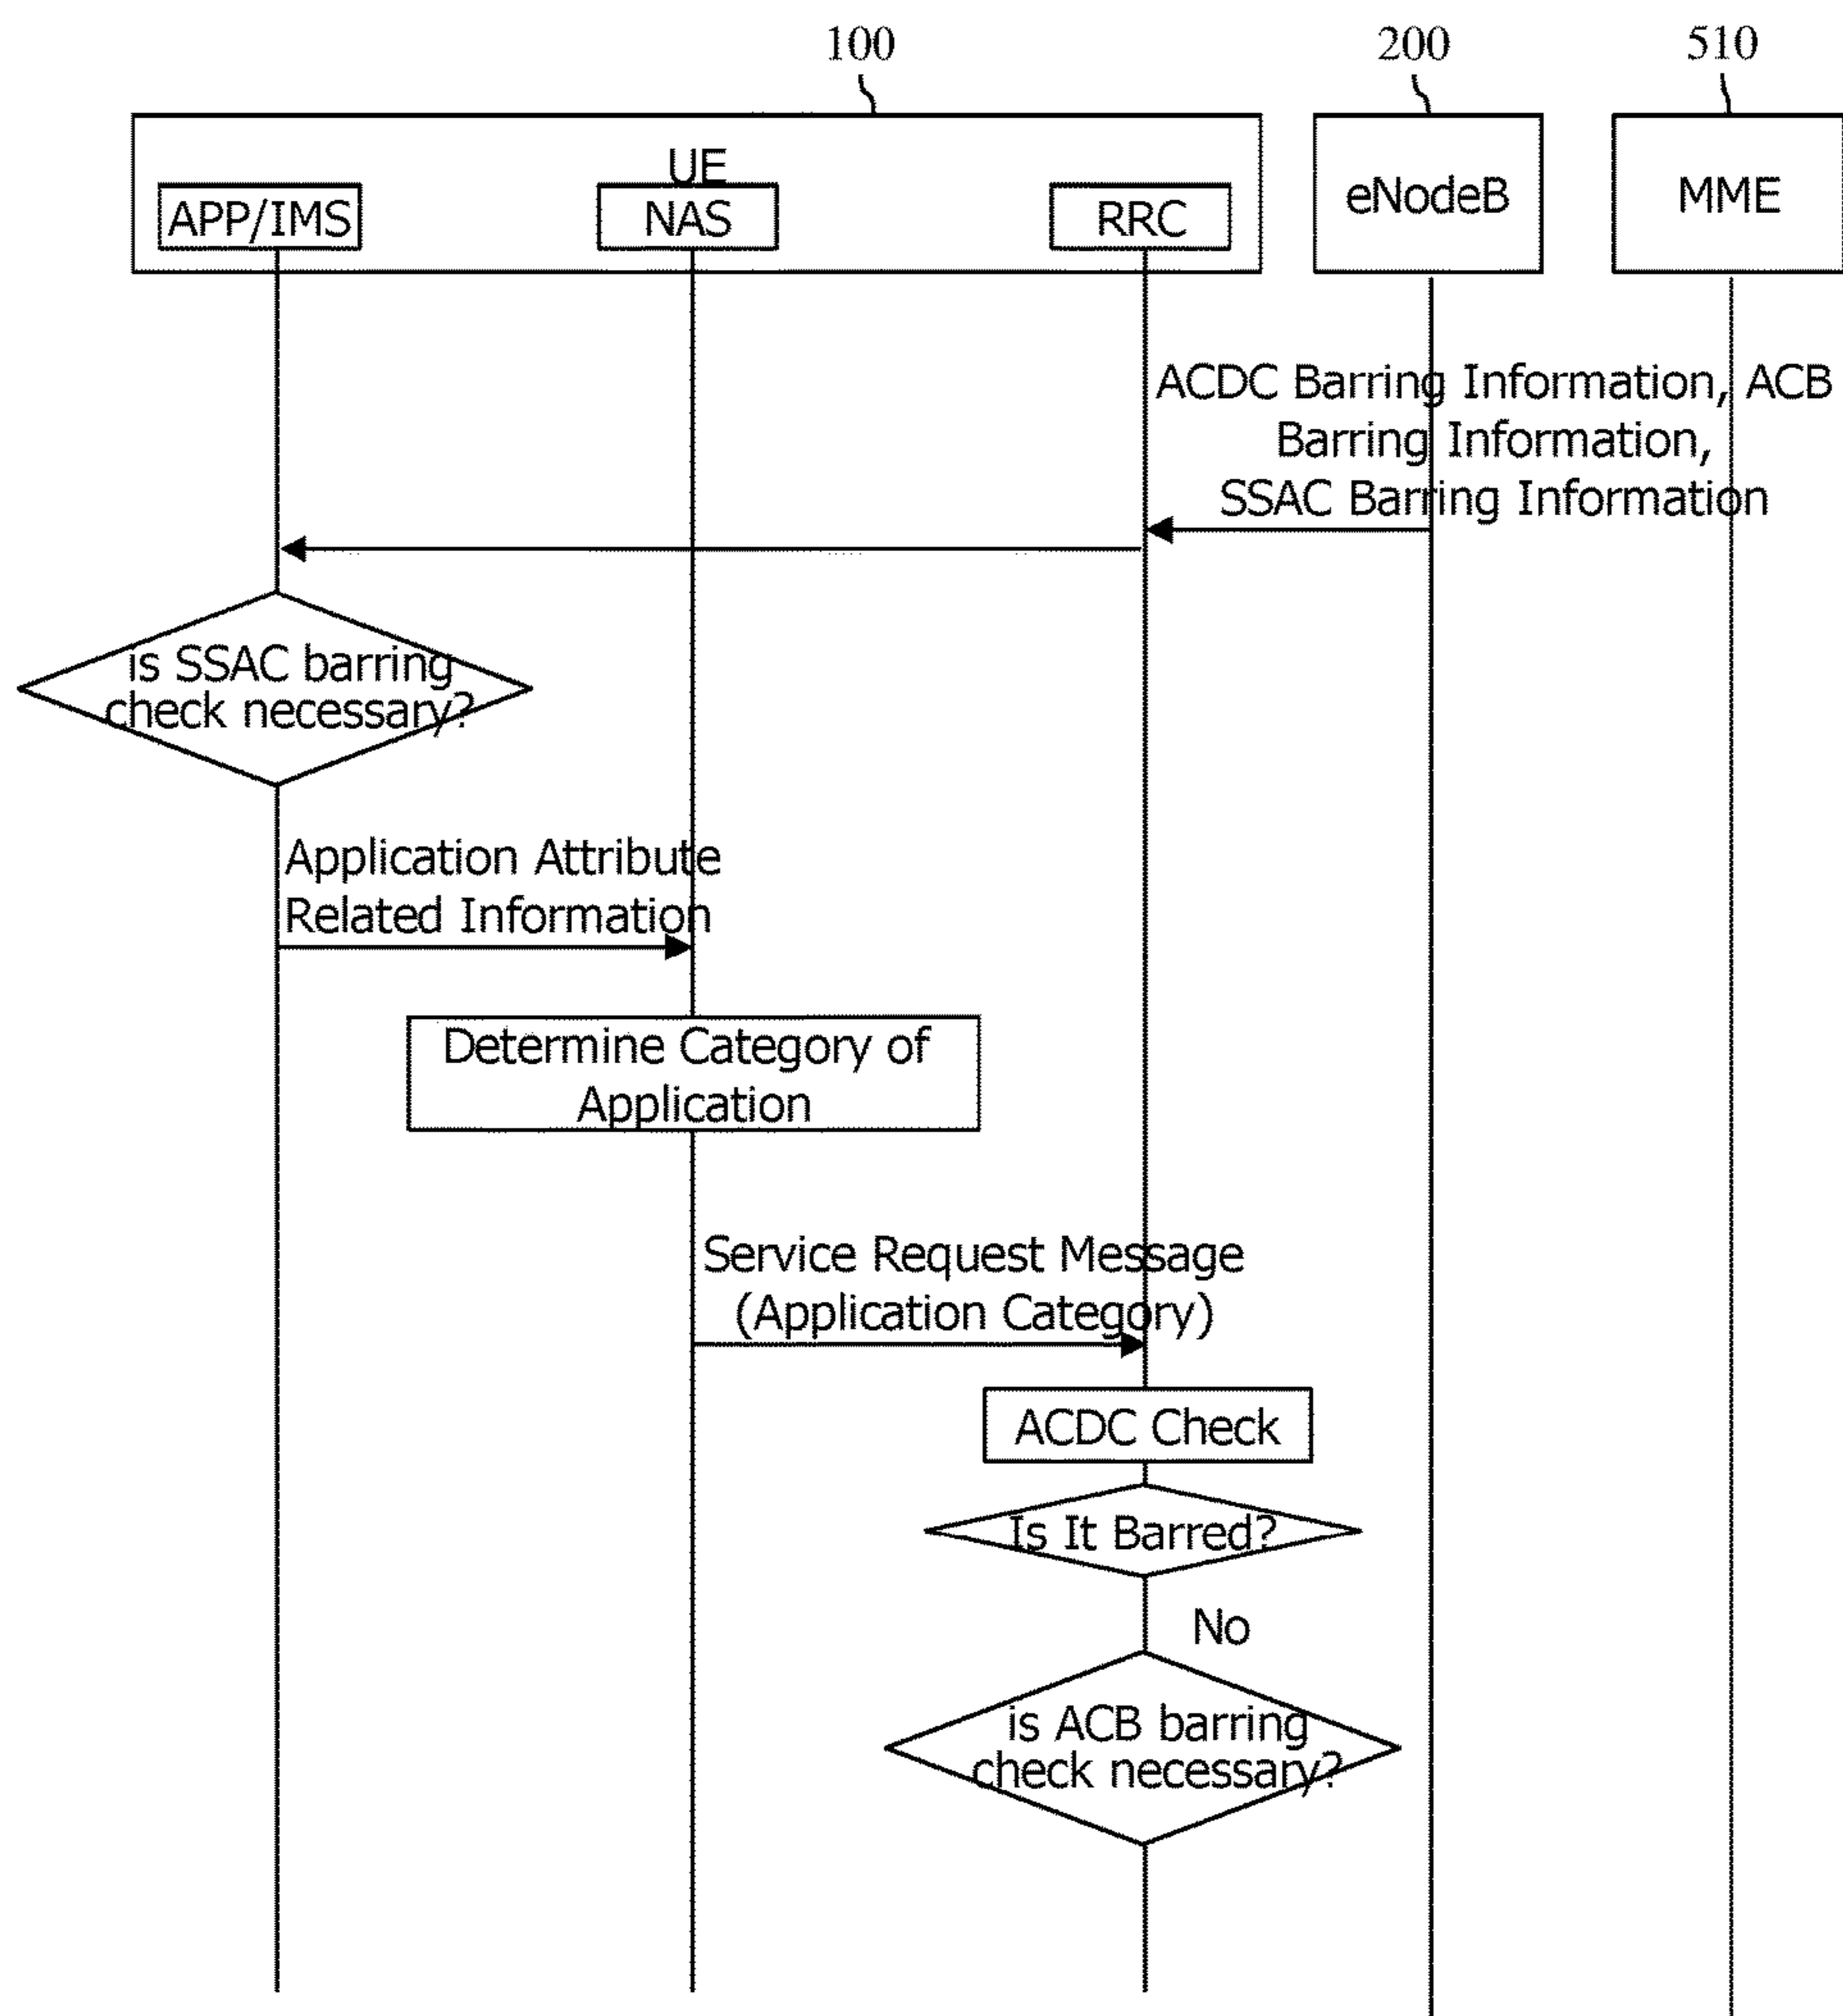 100
200
510
UE
APP/IMS
NAS
RRC
eNodeB
MME
ACDC Barring Information, ACB
Barring Information,
SSAC Barring Information
is SSAC barring
check necessary?
Application Attribute
Related Information
Determine Category of
Application
Service Request Message
(Application Category)
ACDC Check
Is It Barred?
No
is ACB barring
check necessary?